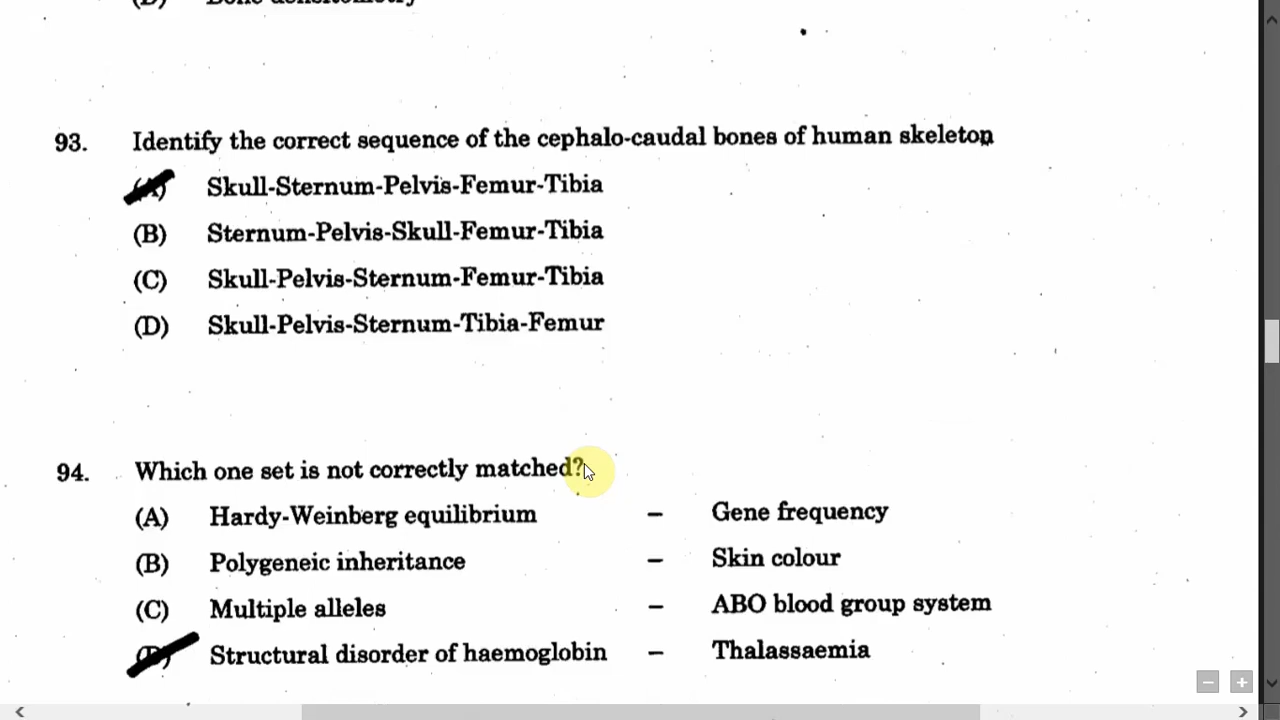 93. Identify the correct sequence of the cephalo-caudal bones of human skeleton
(A) Skull-Sternum-Pelvis-Femur-Tibia
(B) Sternum-Pelvis-Skull-Femur-Tibia
(C) Skull-Pelvis-Sternum-Femur-Tibia
(D) Skull-Pelvis-Sternum-Tibia-Femur
94. Which one set is not correctly matched?
(A) Hardy-Weinberg equilibrium – Gene frequency
(B) Polygeneic inheritance – Skin colour
(C) Multiple alleles – ABO blood group system
(D) Structural disorder of haemoglobin – Thalassaemia